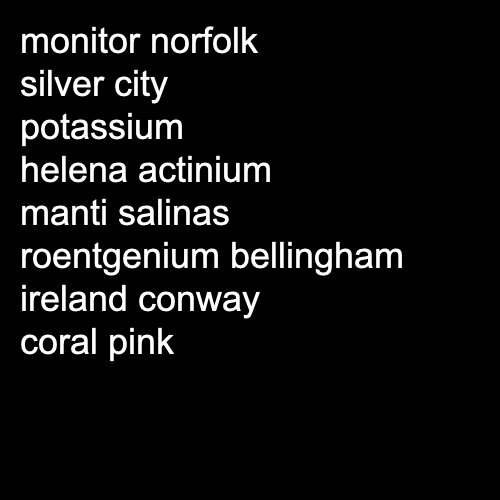 monitor norfolk
silver city
potassium
helena actinium
manti salinas
roentgenium bellingham
ireland conway
coral pink